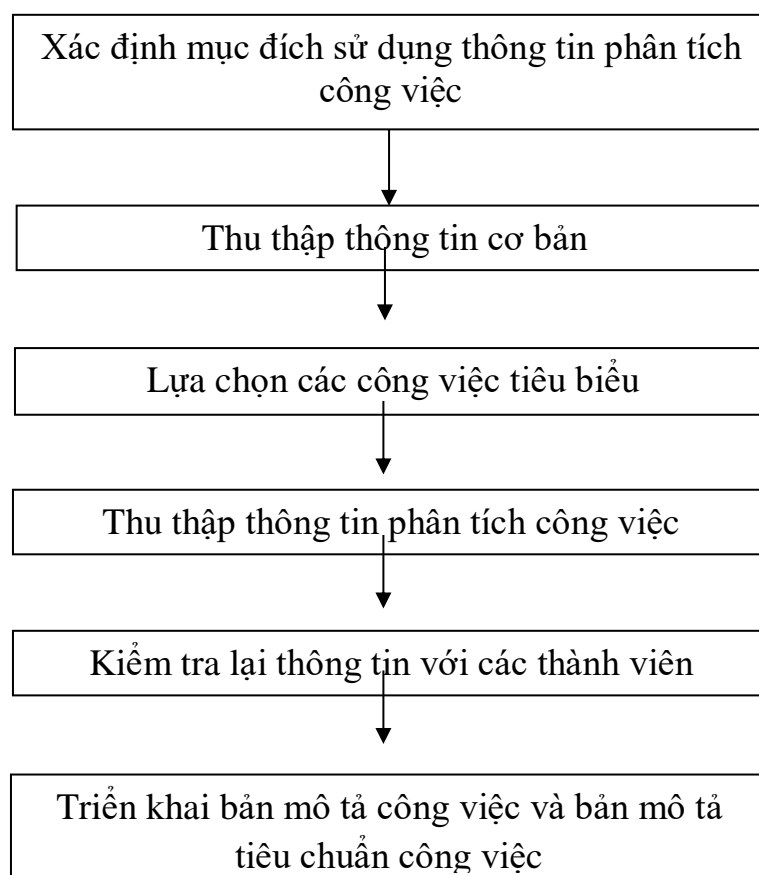 Xác định mục đích sử dụng thông tin phân tích
công việc
Thu thập thông tin cơ bản
Lựa chọn các công việc tiêu biểu
Thu thập thông tin phân tích công việc
Kiểm tra lại thông tin với các thành viên
Triển khai bản mô tả công việc và bản mô tả
tiêu chuẩn công việc